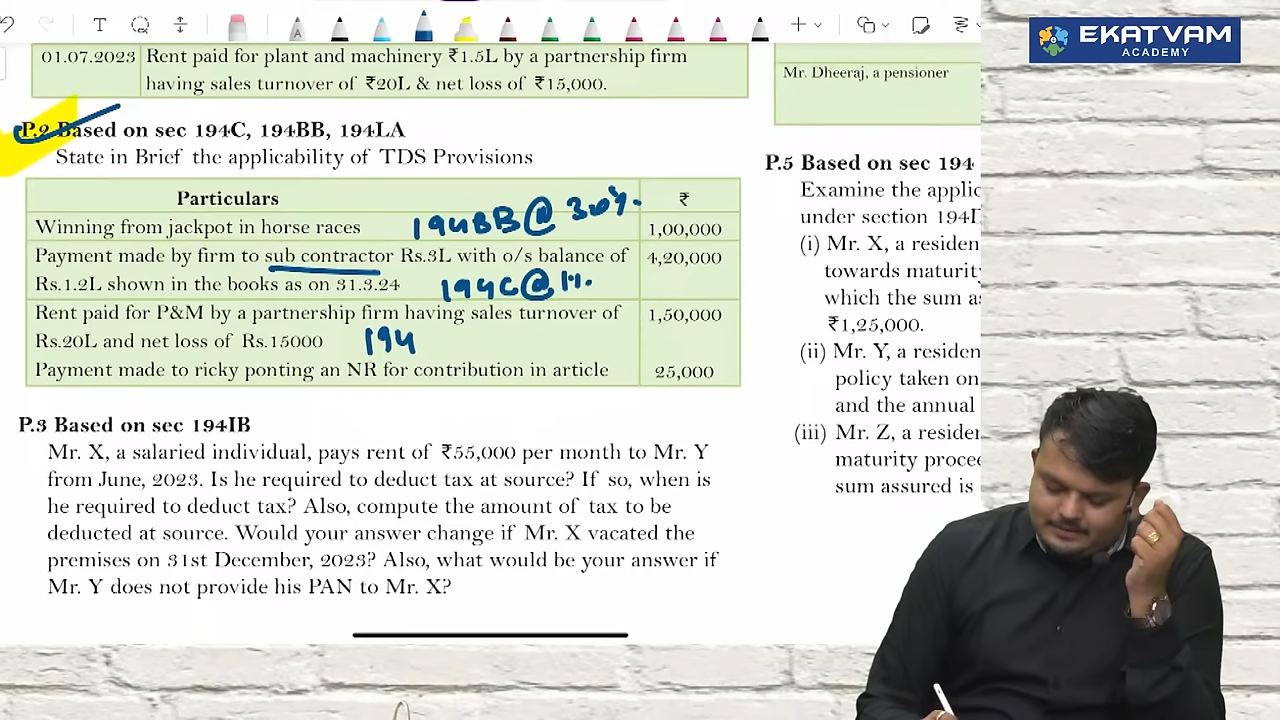 EKATVAM
ACADEMY
01.07.2023 Rent paid for plant and machinery ₹1.5L by a partnership firm
having sales turnover of ₹20L & net loss of ₹15,000.
P.2 Based on sec 194C, 194BB, 194LA
State in Brief the applicability of TDS Provisions
Particulars ₹
Winning from jackpot in horse races 194BB@ 30%. 1,00,000
Payment made by firm to sub contractor Rs.3L with o/s balance of 4,20,000
Rs.1.2L shown in the books as on 31.3.24 194C@1%.
Rent paid for P&M by a partnership firm having sales turnover of 1,50,000
Rs.20L and net loss of Rs.15000 194
Payment made to ricky ponting an NR for contribution in article 25,000
P.3 Based on sec 194IB
Mr. X, a salaried individual, pays rent of ₹55,000 per month to Mr. Y
from June, 2023. Is he required to deduct tax at source? If so, when is
he required to deduct tax? Also, compute the amount of tax to be
deducted at source. Would your answer change if Mr. X vacated the
premises on 31st December, 2023? Also, what would be your answer if
Mr. Y does not provide his PAN to Mr. X?
Mr. Dheeraj, a pensioner
P.5 Based on sec 194
Examine the applic
under section 194
(i) Mr. X, a residen
towards maturity
which the sum as
₹1,25,000.
(ii) Mr. Y, a residen
policy taken on
and the annual
(iii) Mr. Z, a reside
maturity procee
sum assured is